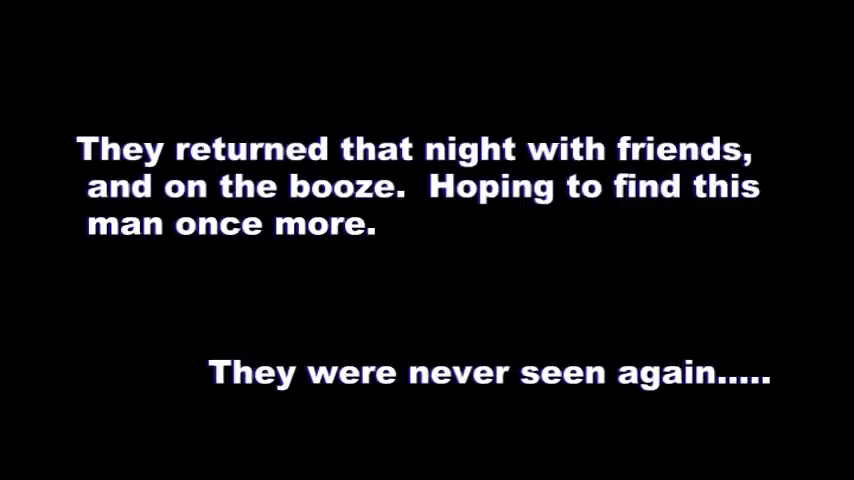 They returned that night with friends,
and on the booze.  Hoping to find this
man once more.
They were never seen again.....